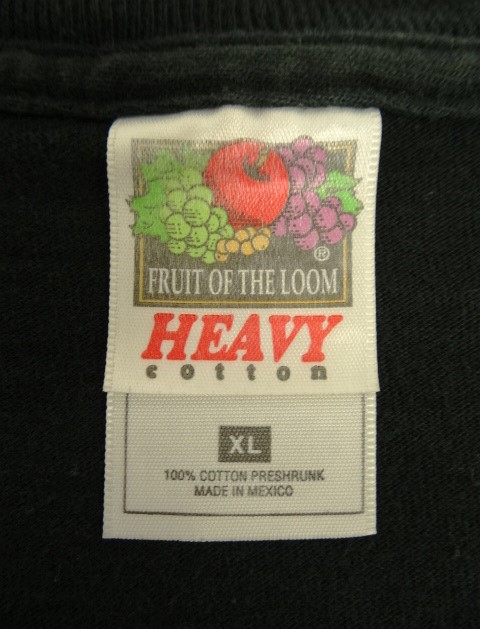 ®
FRUIT OF THE LOOM
HEAVY
cotton
XL
100% COTTON PRESHRUNK
MADE IN MEXICO